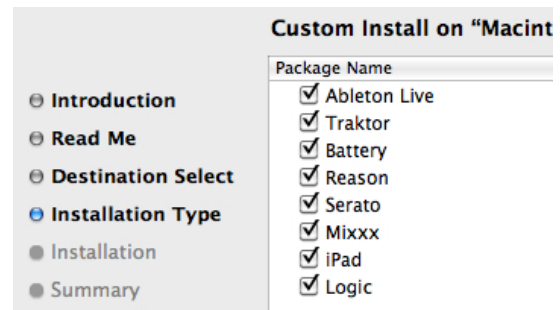 Custom Install on “Macint
Package Name
Ableton Live
Traktor
Battery
Reason
Serato
Mixxx
iPad
Logic
Introduction
Read Me
Destination Select
Installation Type
Installation
Summary